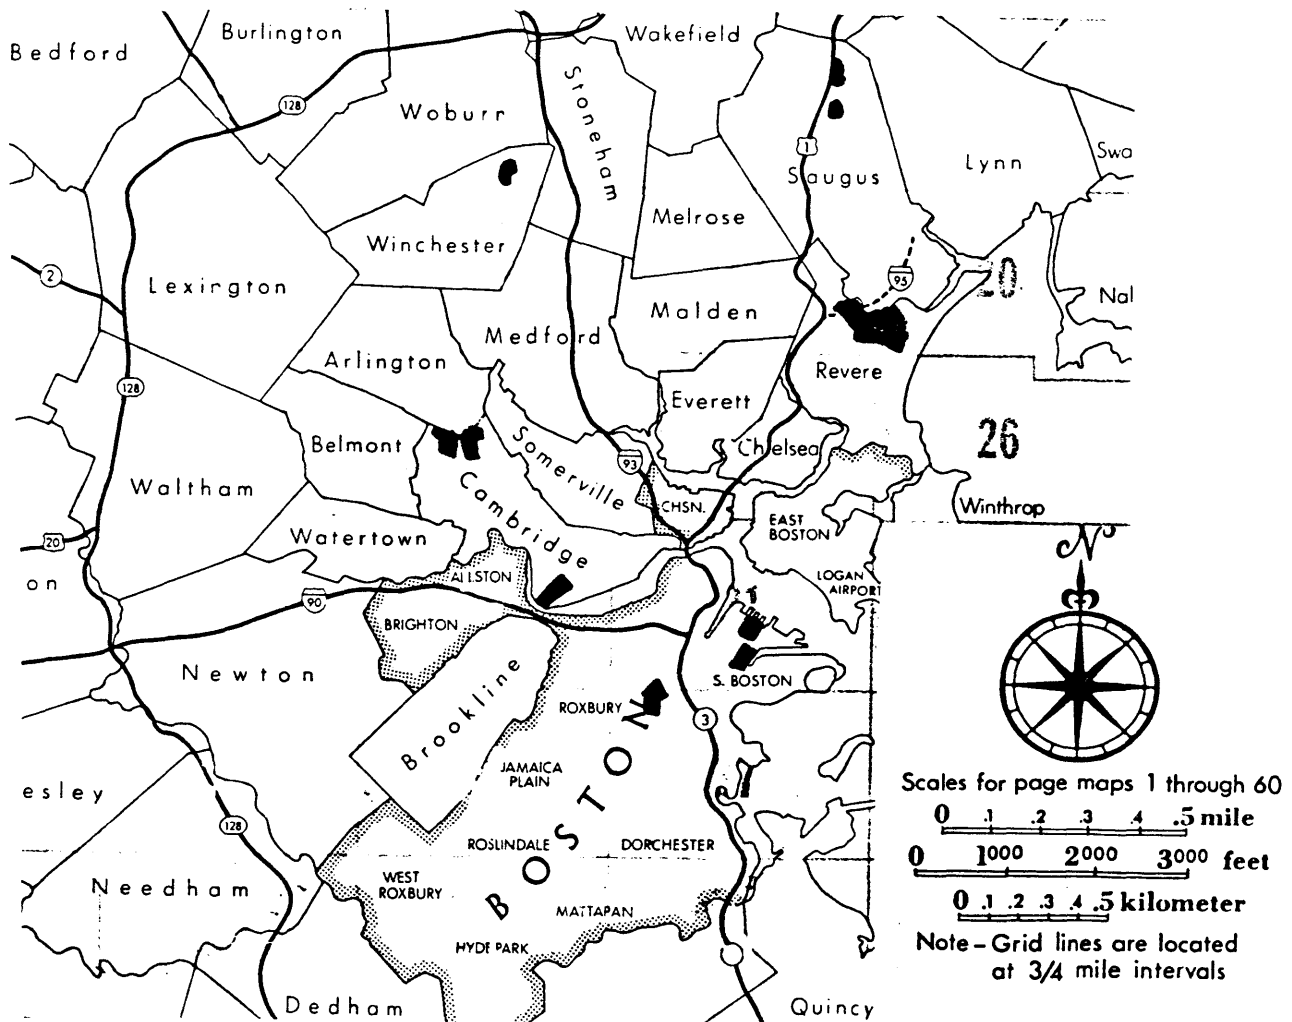 Burlington
Bedford
Wakefield
Stoneham
Woburn
128
1
Saugus
Lynn
Swa
Melrose
Winchester
2
Lexington
95
20
Nal
Malden
Medford
Arlington
Revere
128
Everett
Belmont
Somerville
Chelsea
26
93
Waltham
Cambridge
CHSN.
Winthrop
EAST
BOSTON
N
20
Watertown
on
ALLSTON
LOGAN
AIRPORT
90
BRIGHTON
Newton
Brookline
S. BOSTON
ROXBURY
3
JAMAICA
PLAIN
BOSTON
esley
128
ROSLINDALE
DORCHESTER
Needham
WEST
ROXBURY
MATTAPAN
HYDE PARK
Dedham
Quincy
Scales for page maps 1 through 60
0 .1 .2 .3 .4 .5 mile
0 1000 2000 3000 feet
0 .1 .2 .3 .4 .5 kilometer
Note - Grid lines are located
at 3/4 mile intervals